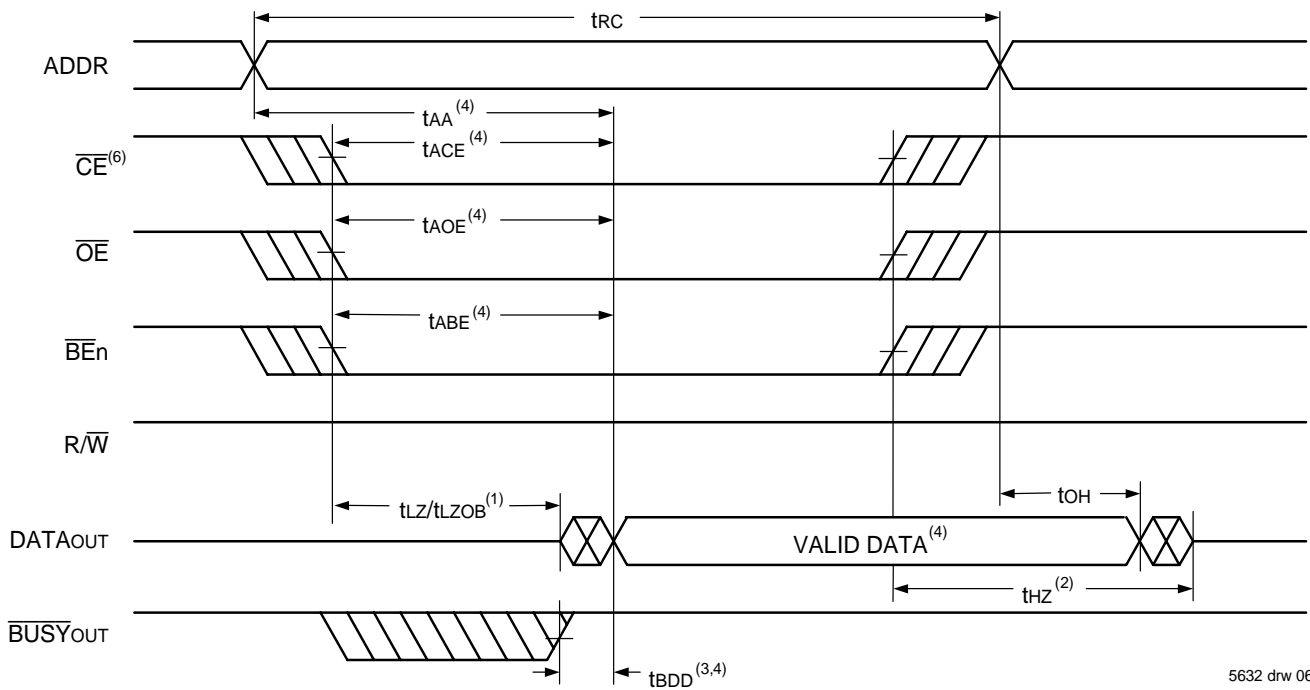 tRC
ADDR
tAA(4)
CE(6)
tACE(4)
OE
tAOE(4)
BEn
tABE(4)
R/W
tLZ/tLZOB(1)
tOH
DATAOUT
VALID DATA(4)
tHZ(2)
BUSYOUT
tBDD(3,4)
5632 drw 06